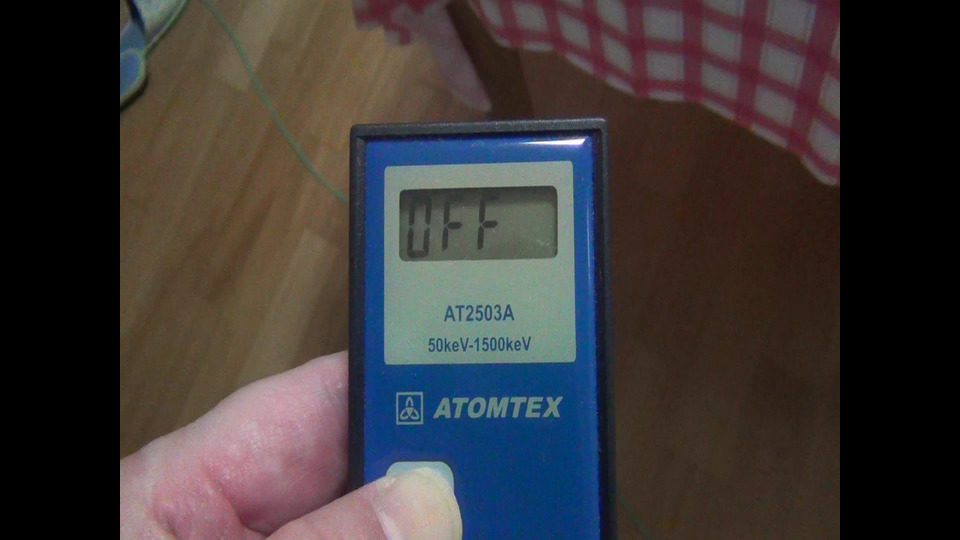 OFF
AT2503A
50keV-1500keV
ATOMTEX